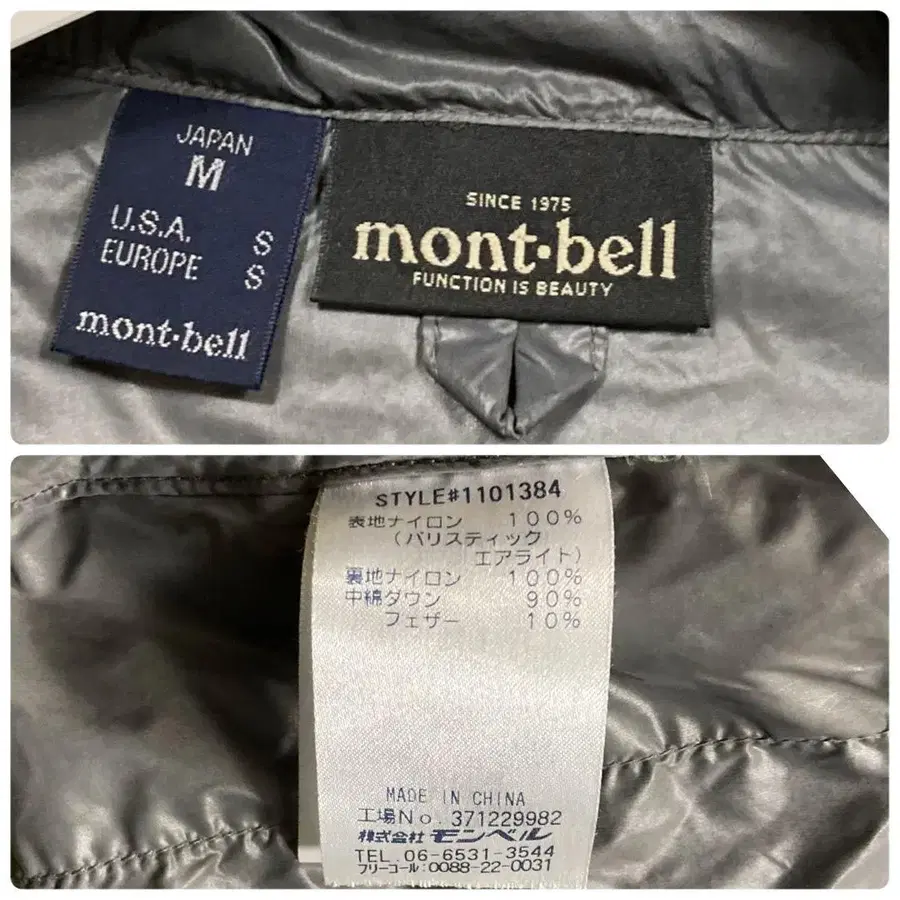 JAPAN
M
U.S.A. S
EUROPE S
mont·bell
SINCE 1975
mont·bell
FUNCTION IS BEAUTY
STYLE#1101384
表地ナイロン 100%
(バリスティック
エアライト)
裏地ナイロン 100%
中綿ダウン 90%
フェザー 10%
MADE IN CHINA
工場No. 371229982
株式会社 モンベル
TEL. 06-6531-3544
フリーコール:0088-22-0031